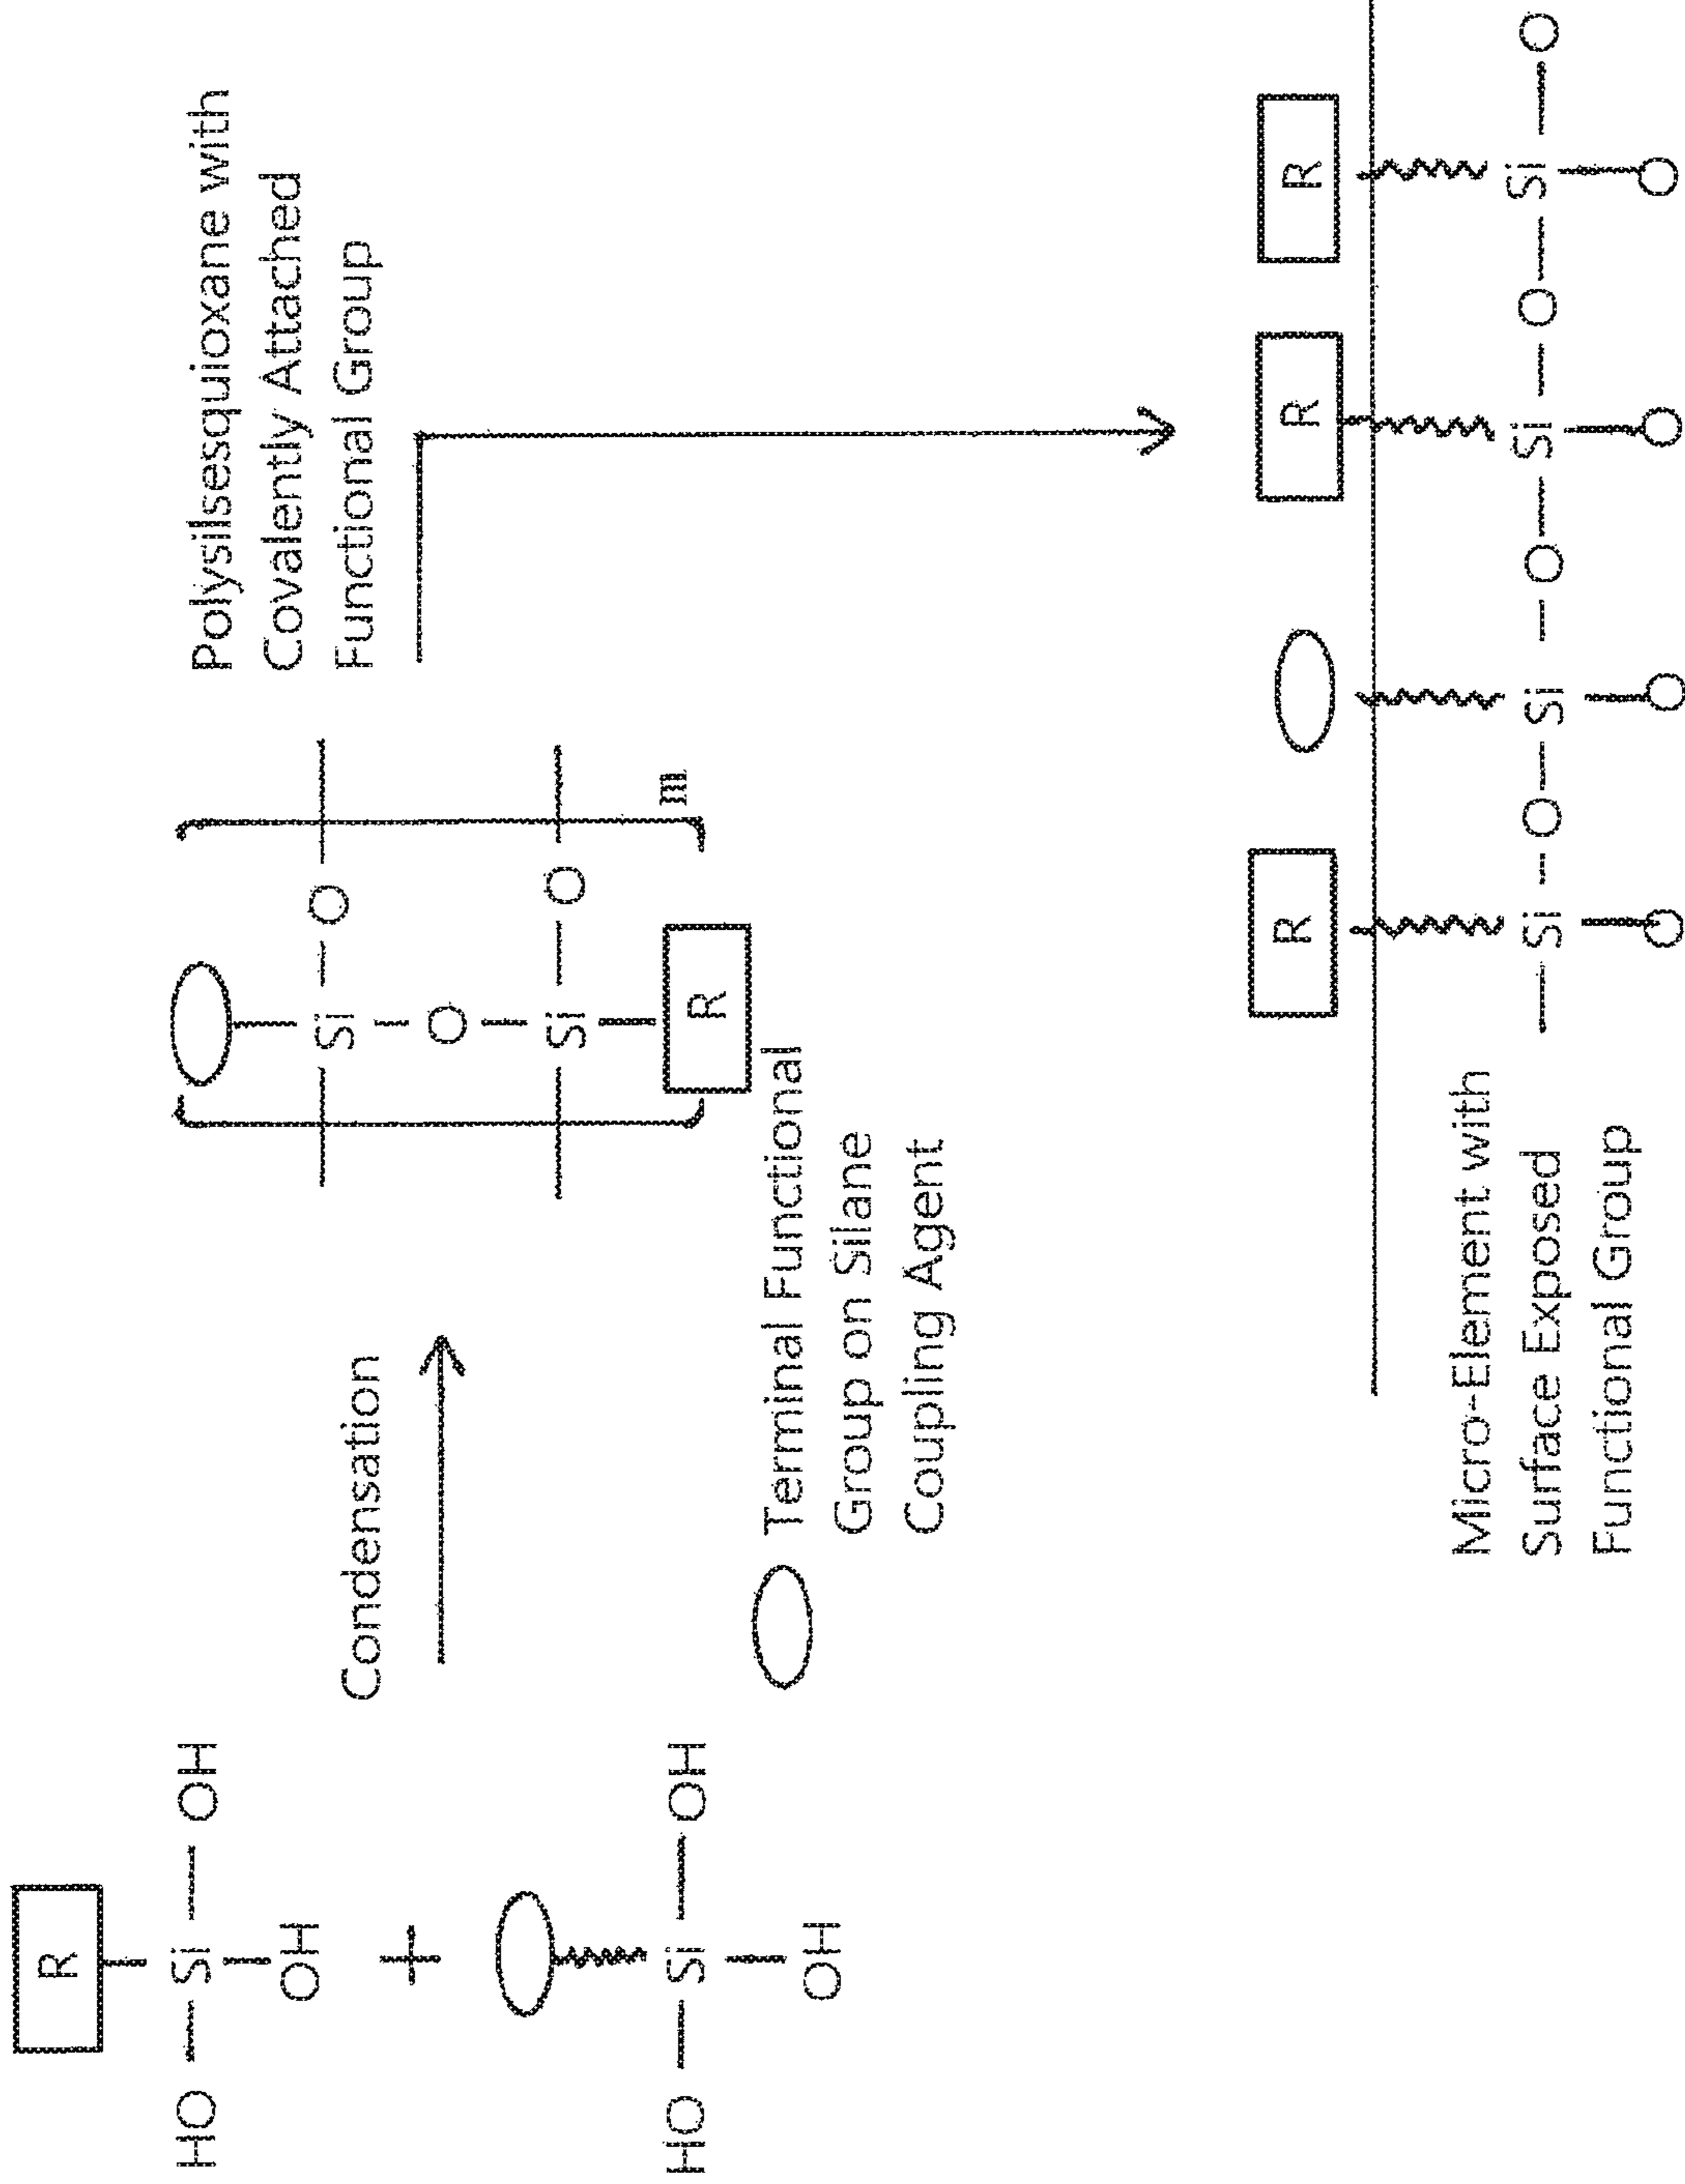 R
HO — Si — OH
OH
+
HO — Si — OH
OH
Condensation
Si — O
O
Si — O
R
m
Polysilsesquioxane with
Covalently Attached
Functional Group
Terminal Functional
Group on Silane
Coupling Agent
R R R
— Si — O — Si — O — Si — O — Si — O
O O O O
Micro-Element with
Surface Exposed
Functional Group